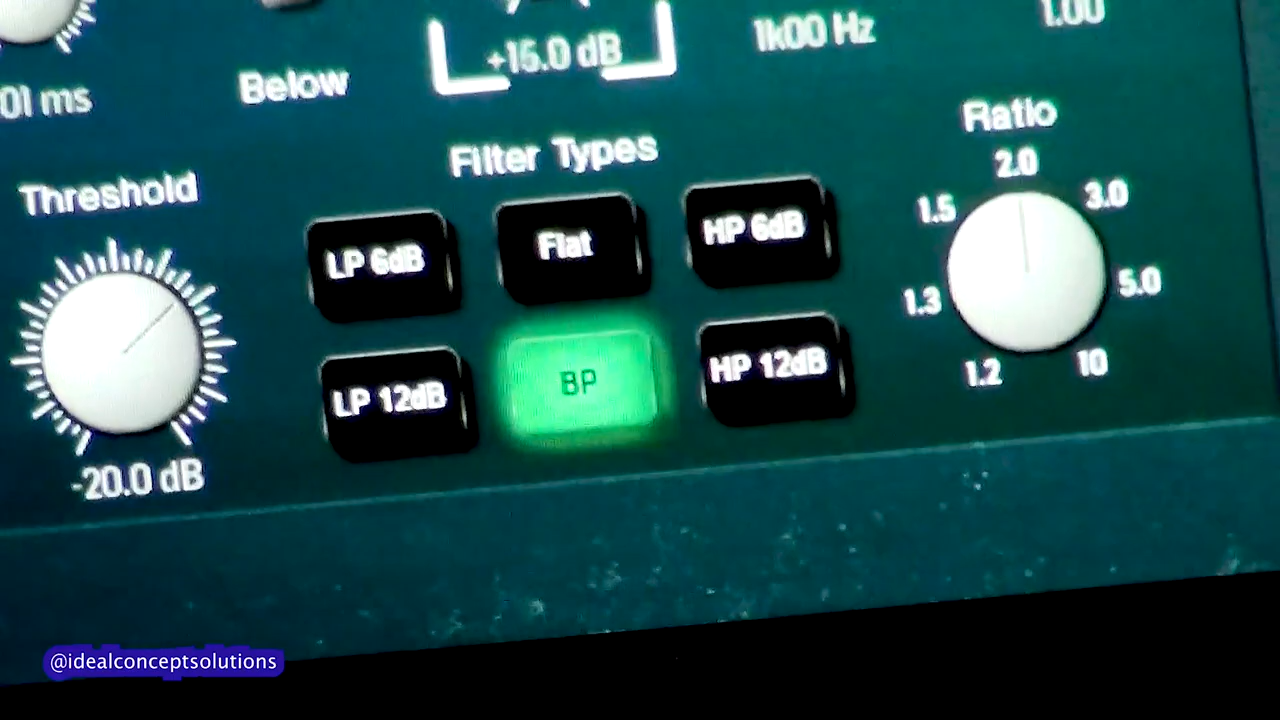 1.00
1k00 Hz
+15.0 dB
Below
01 ms
Ratio
Filter Types
Threshold
2.0
3.0
1.5
HP 6dB
Flat
LP 6dB
5.0
1.3
HP 12dB
BP
LP 12dB
1.2
10
-20.0 dB
@idealconceptsolutions